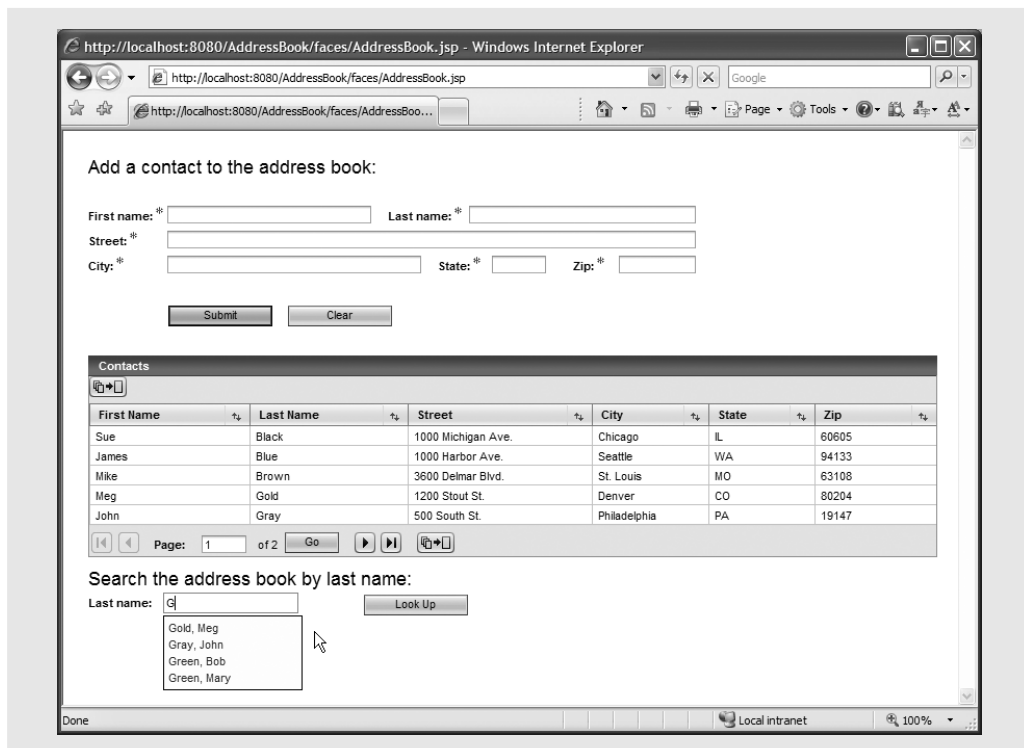 http://localhost:8080/AddressBook/faces/AddressBook.jsp - Windows Internet Explorer
http://localhost:8080/AddressBook/faces/AddressBook.jsp
Google
http://localhost:8080/AddressBook/faces/AddressBoo...
Page Tools
Add a contact to the address book:
First name: * Last name: *
Street: *
City: * State: * Zip: *
Submit Clear
Contacts
First Name Last Name Street City State Zip
Sue Black 1000 Michigan Ave. Chicago IL 60605
James Blue 1000 Harbor Ave. Seattle WA 94133
Mike Brown 3600 Delmar Blvd. St. Louis MO 63108
Meg Gold 1200 Stout St. Denver CO 80204
John Gray 500 South St. Philadelphia PA 19147
Page: 1 of 2 Go
Search the address book by last name:
Last name: G Look Up
Gold, Meg
Gray, John
Green, Bob
Green, Mary
Done Local intranet 100%